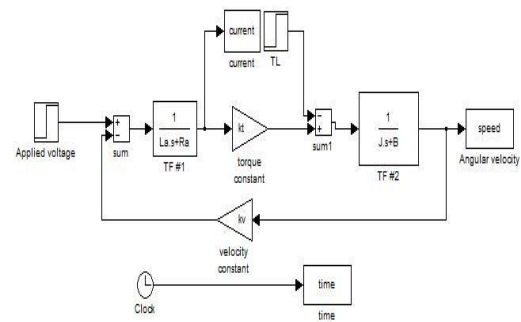 current
current
TL
Applied voltage
+
−
sum
1
La.s+Ra
TF #1
kt
torque
constant
−
+
sum1
1
J.s+B
TF #2
speed
Angular velocity
kv
velocity
constant
Clock
time
time